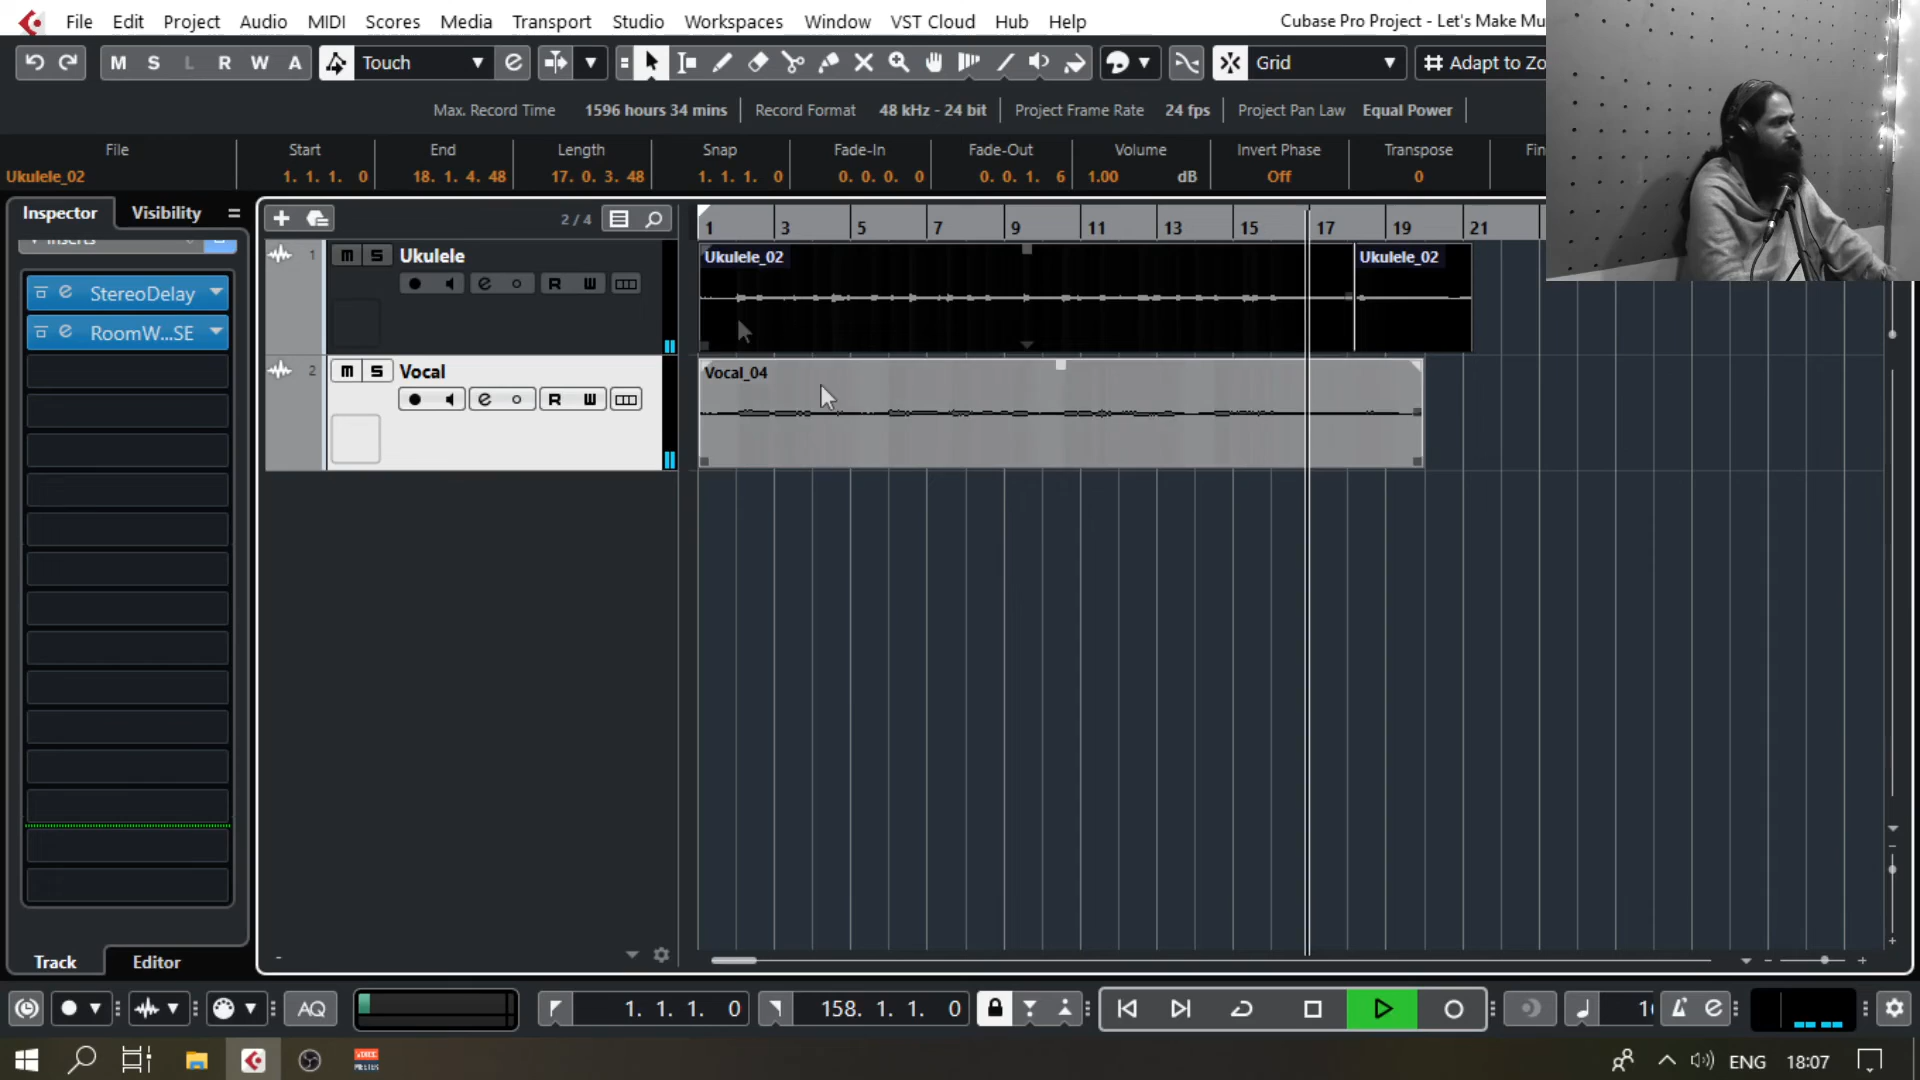 File Edit Project Audio MIDI Scores Media Transport Studio Workspaces Window VST Cloud Hub Help Cubase Pro Project - Let's Make Mu
M S L R W A Touch Grid Adapt to Zo
Max. Record Time 1596 hours 34 mins Record Format 48 kHz - 24 bit Project Frame Rate 24 fps Project Pan Law Equal Power
File Start End Length Snap Fade-In Fade-Out Volume Invert Phase Transpose Fin
Ukulele_02 1. 1. 1. 0 18. 1. 4. 48 17. 0. 3. 48 1. 1. 1. 0 0. 0. 0. 0 0. 0. 1. 6 1.00 dB Off 0
Inspector Visibility 2 / 4 1 3 5 7 9 11 13 15 17 19 21
Inserts
1 m S Ukulele Ukulele_02 Ukulele_02
R W
StereoDelay
RoomW...SE
2 m S Vocal Vocal_04
R W
Track Editor
AQ 1. 1. 1. 0 158. 1. 1. 0
ENG 18:07